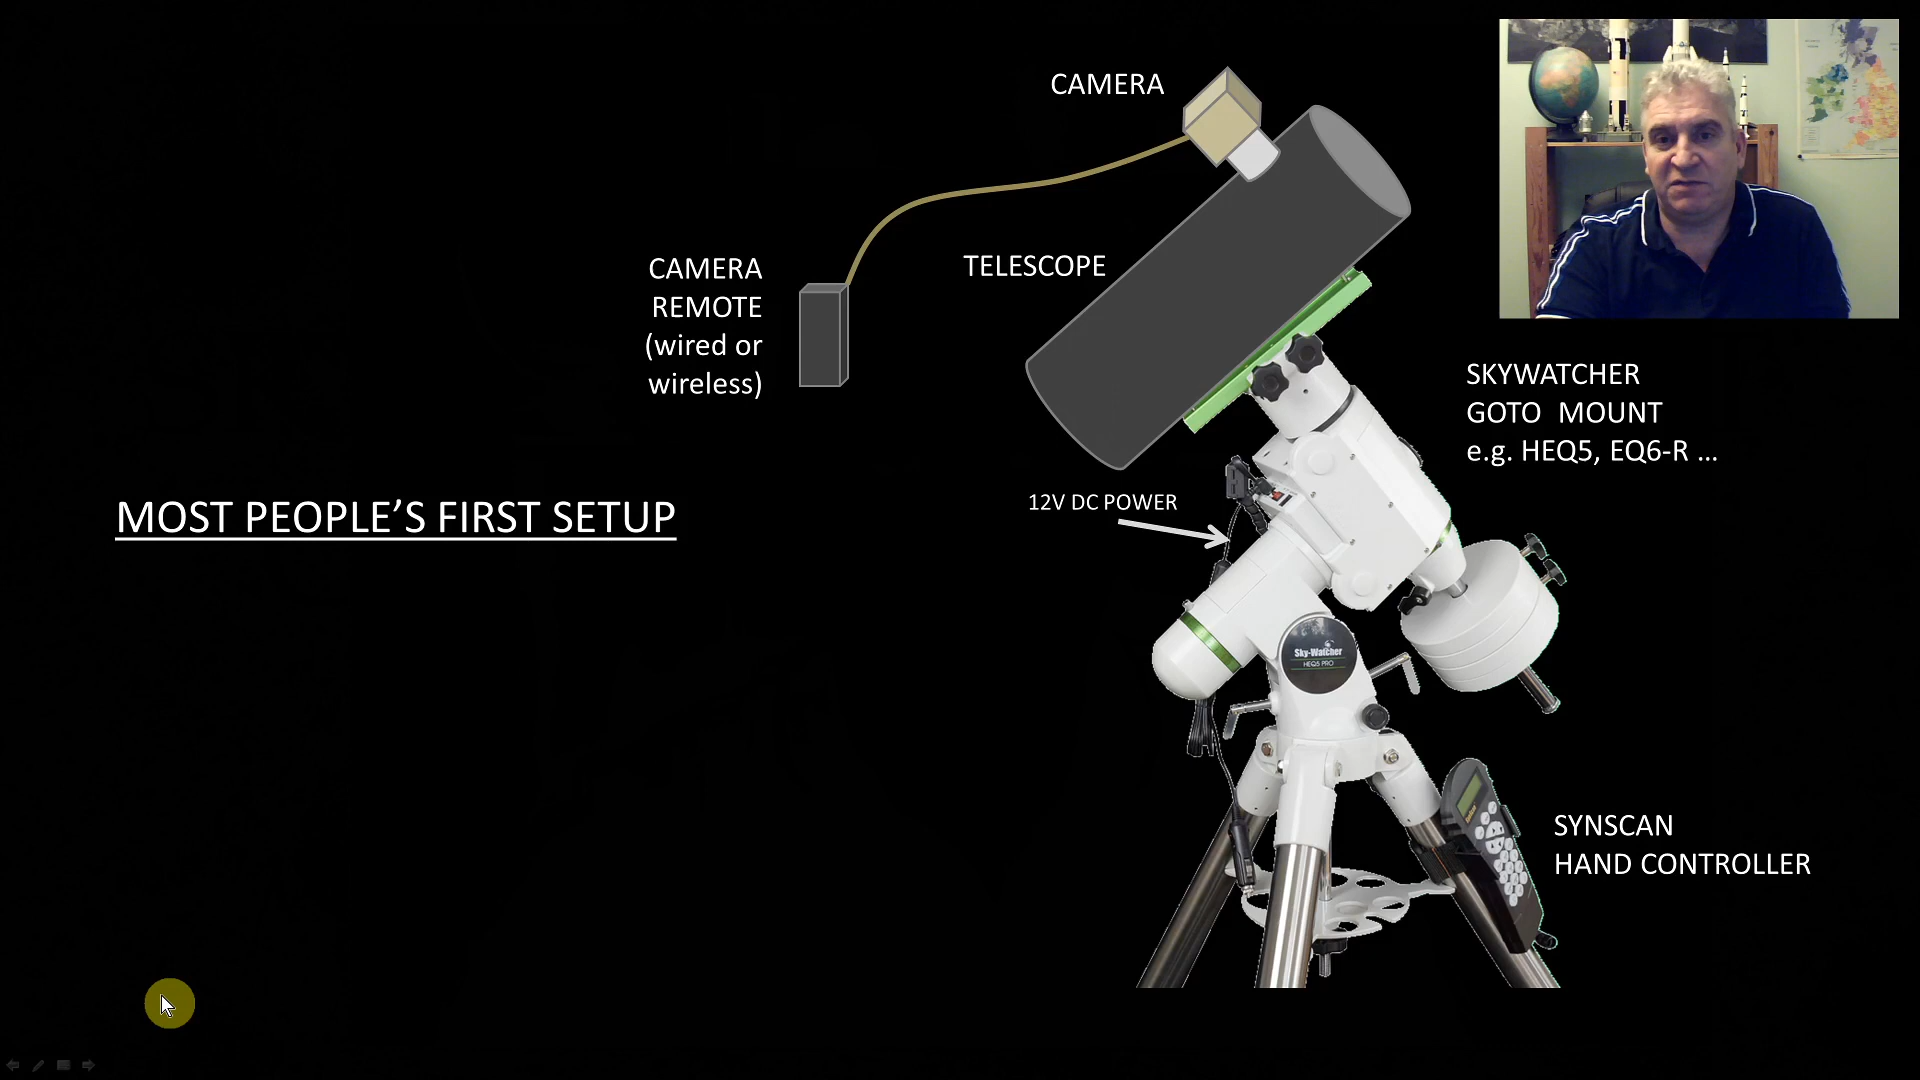 CAMERA
CAMERA
REMOTE
(wired or
wireless)
TELESCOPE
SKYWATCHER
GOTO MOUNT
e.g. HEQ5, EQ6-R ...
12V DC POWER
MOST PEOPLE’S FIRST SETUP
Sky-Watcher
HEQ5 PRO
SYNSCAN
HAND CONTROLLER